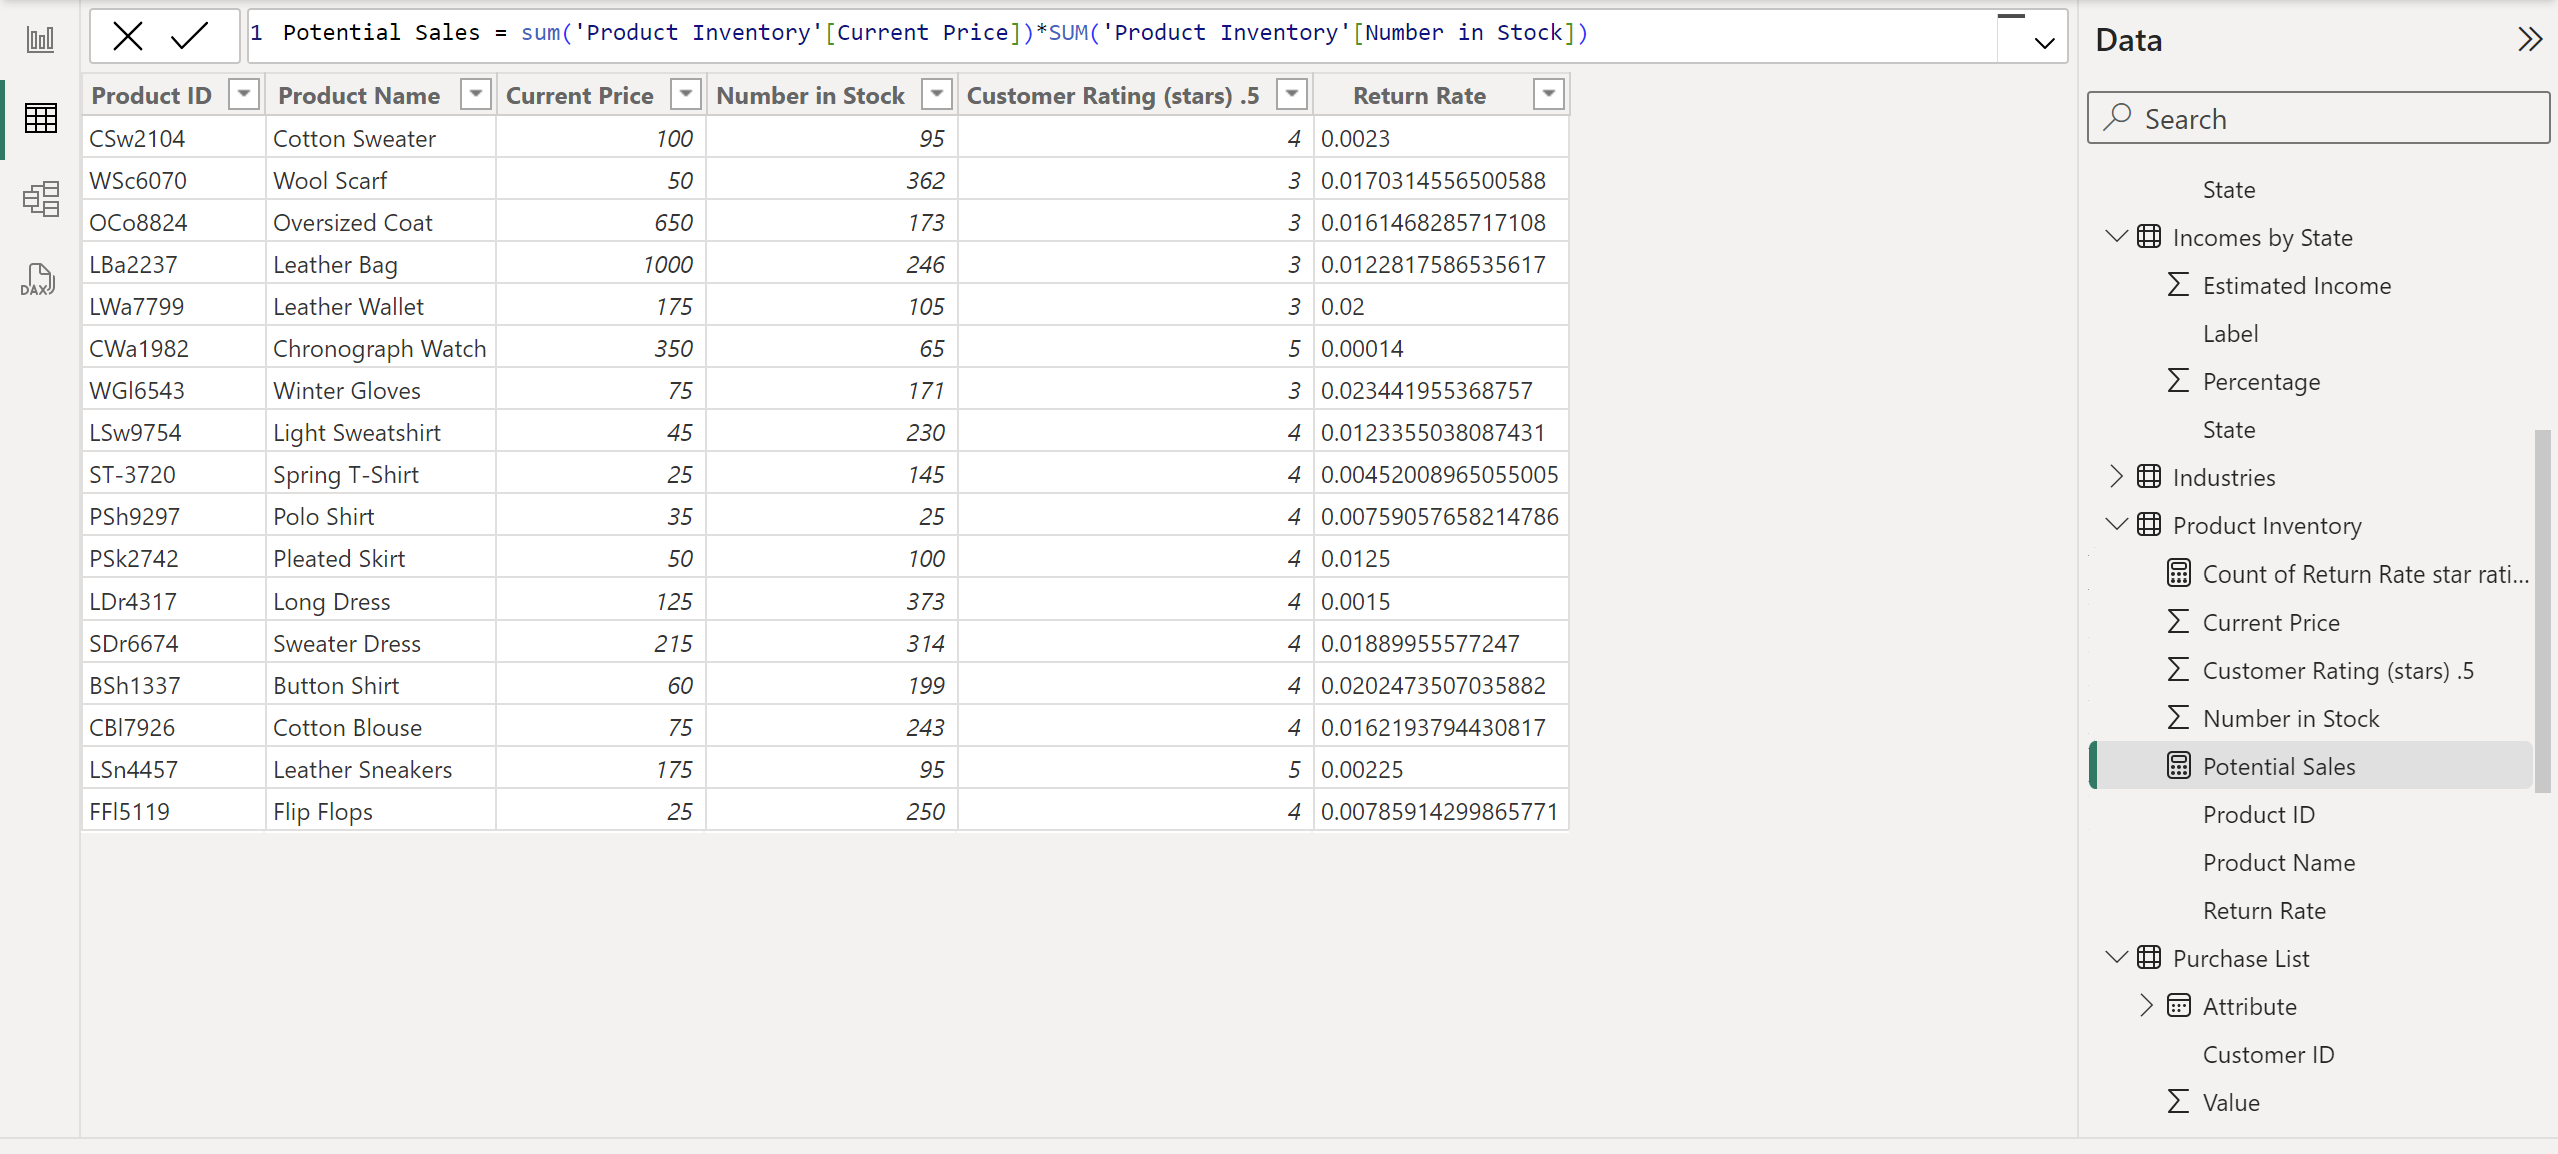 1 Potential Sales = sum('Product Inventory'[Current Price])*SUM('Product Inventory'[Number in Stock])
Product ID Product Name Current Price Number in Stock Customer Rating (stars) .5 Return Rate
CSw2104 Cotton Sweater 100 95 4 0.0023
WSc6070 Wool Scarf 50 362 3 0.0170314556500588
OCo8824 Oversized Coat 650 173 3 0.0161468285717108
LBa2237 Leather Bag 1000 246 3 0.0122817586535617
LWa7799 Leather Wallet 175 105 3 0.02
CWa1982 Chronograph Watch 350 65 5 0.00014
WGl6543 Winter Gloves 75 171 3 0.023441955368757
LSw9754 Light Sweatshirt 45 230 4 0.0123355038087431
ST-3720 Spring T-Shirt 25 145 4 0.00452008965055005
PSh9297 Polo Shirt 35 25 4 0.00759057658214786
PSk2742 Pleated Skirt 50 100 4 0.0125
LDr4317 Long Dress 125 373 4 0.0015
SDr6674 Sweater Dress 215 314 4 0.01889955577247
BSh1337 Button Shirt 60 199 4 0.0202473507035882
CBl7926 Cotton Blouse 75 243 4 0.0162193794430817
LSn4457 Leather Sneakers 175 95 5 0.00225
FFl5119 Flip Flops 25 250 4 0.00785914299865771
DAX
Data
Search
State
Incomes by State
Estimated Income
Label
Percentage
State
Industries
Product Inventory
Count of Return Rate star rati...
Current Price
Customer Rating (stars) .5
Number in Stock
Potential Sales
Product ID
Product Name
Return Rate
Purchase List
Attribute
Customer ID
Value